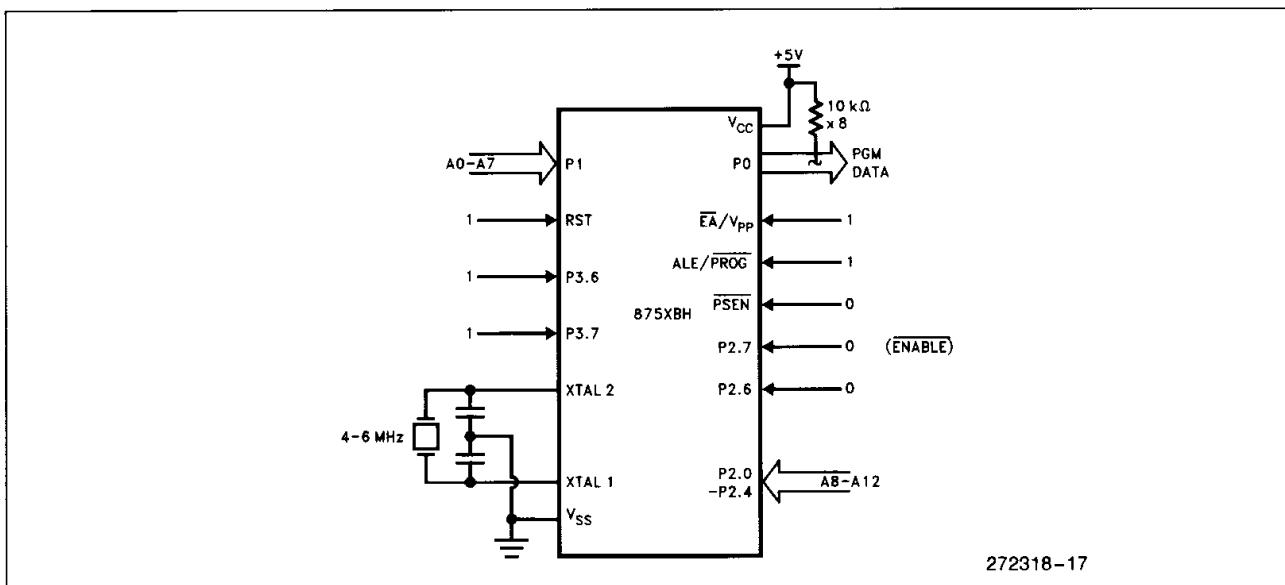 +5V
10 kΩ
x 8
VCC
A0-A7
P1
P0
PGM
DATA
1
RST
EA/VPP
1
ALE/PROG
1
1
P3.6
PSEN
0
875XBH
1
P3.7
P2.7
0
(ENABLE)
P2.6
0
XTAL 2
4-6 MHz
XTAL 1
P2.0
-P2.4
A8-A12
VSS
272318-17